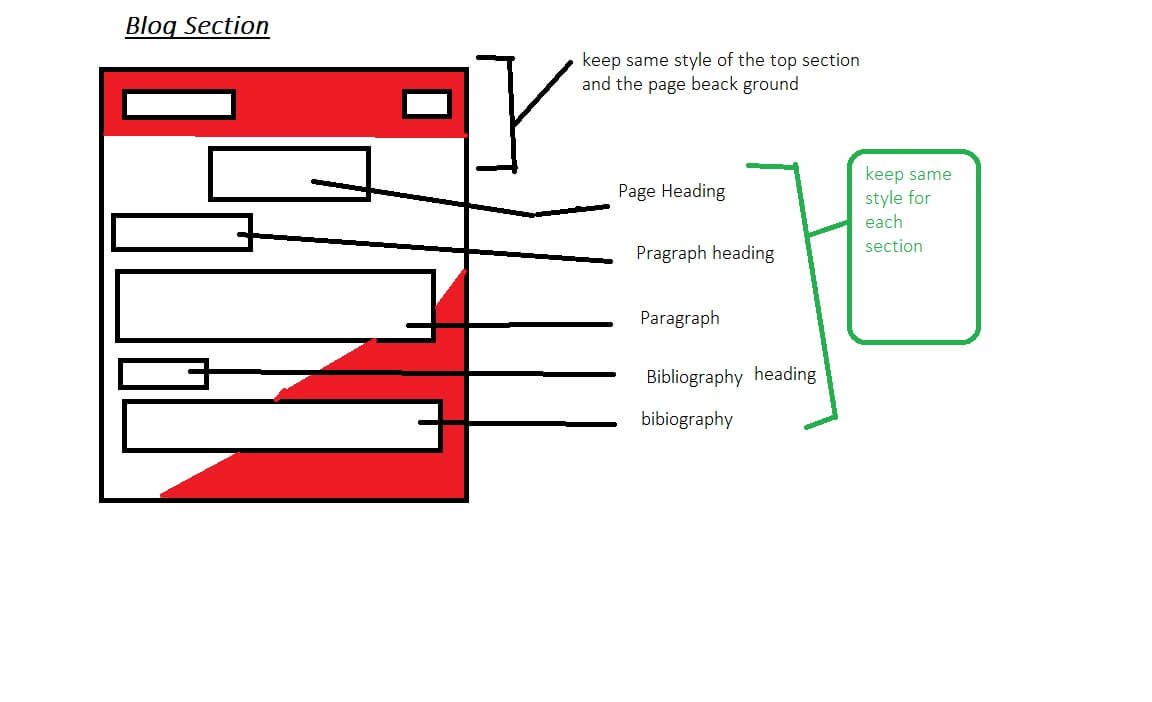 Blog Section
keep same style of the top section
and the page beack ground
Page Heading
Pragraph heading
Paragraph
Bibliography heading
bibiography
keep same
style for
each
section